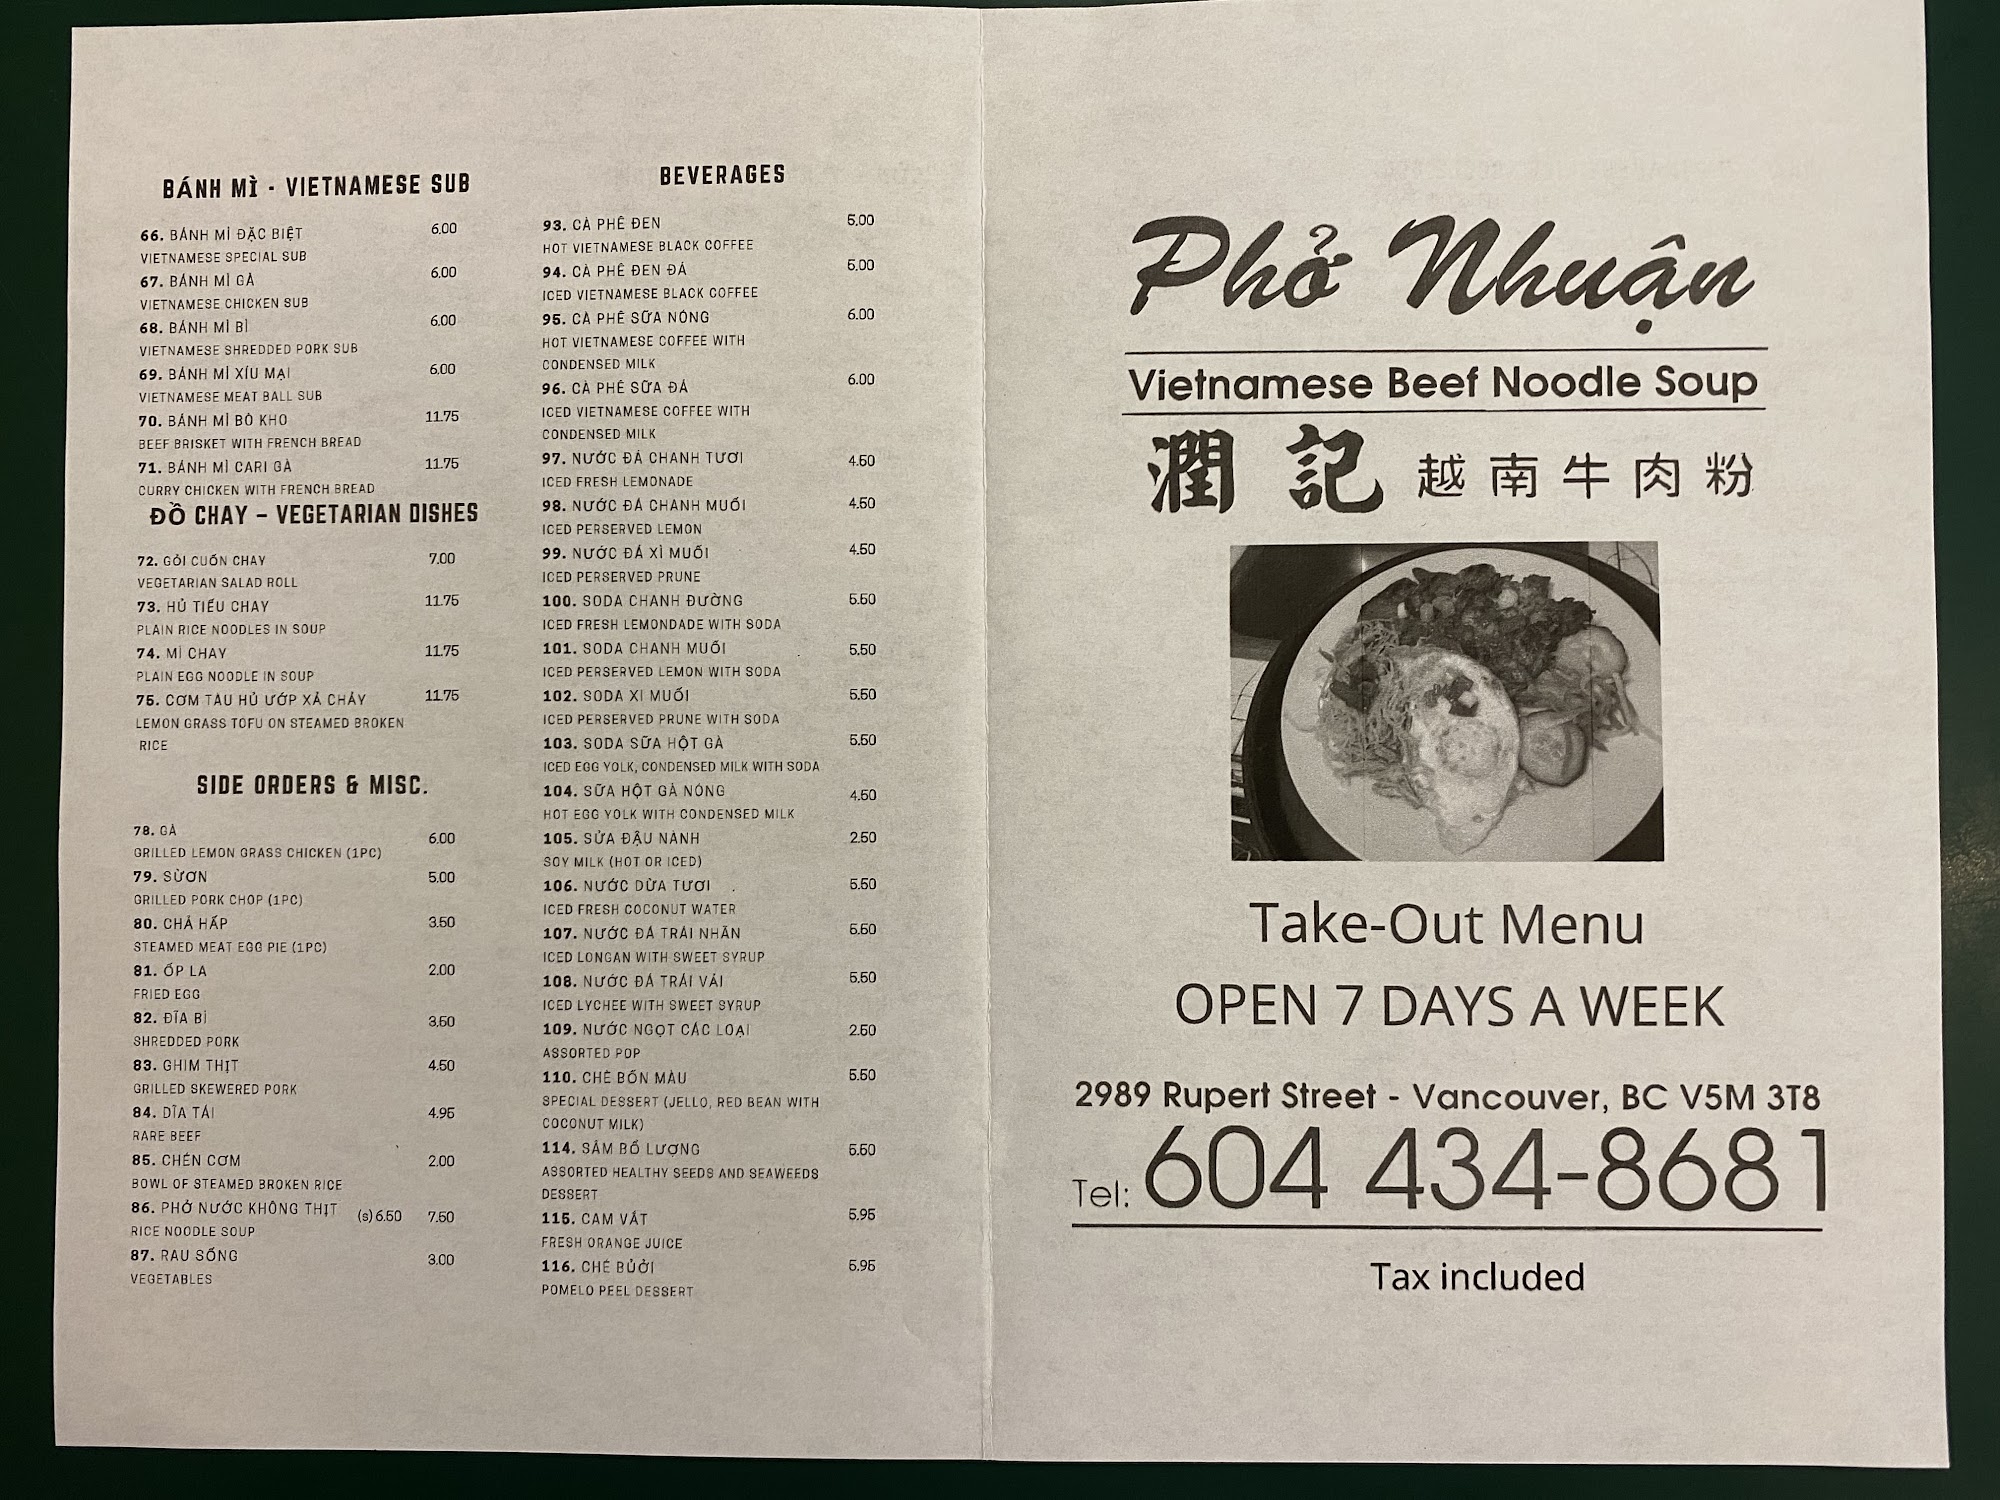 BÁNH MÌ - VIETNAMESE SUB
66. BÁNH MÌ ĐẶC BIỆT 6.00
VIETNAMESE SPECIAL SUB
67. BÁNH MÌ GÀ 6.00
VIETNAMESE CHICKEN SUB
68. BÁNH MÌ BÌ 6.00
VIETNAMESE SHREDDED PORK SUB
69. BÁNH MÌ XÍU MẠI 6.00
VIETNAMESE MEAT BALL SUB
70. BÁNH MÌ BÒ KHO 11.75
BEEF BRISKET WITH FRENCH BREAD
71. BÁNH MÌ CARI GÀ 11.75
CURRY CHICKEN WITH FRENCH BREAD
ĐỒ CHAY – VEGETARIAN DISHES
72. GỎI CUỐN CHAY 7.00
VEGETARIAN SALAD ROLL
73. HỦ TIẾU CHAY 11.75
PLAIN RICE NOODLES IN SOUP
74. MÌ CHAY 11.75
PLAIN EGG NOODLE IN SOUP
75. CƠM TÀU HỦ ƯỚP XẢ CHẢY 11.75
LEMON GRASS TOFU ON STEAMED BROKEN
RICE
SIDE ORDERS & MISC.
78. GÀ 6.00
GRILLED LEMON GRASS CHICKEN (1PC)
79. SỪƠN 5.00
GRILLED PORK CHOP (1PC)
80. CHẢ HẤP 3.50
STEAMED MEAT EGG PIE (1PC)
81. ỐP LA 2.00
FRIED EGG
82. ĐĨA BÌ 3.50
SHREDDED PORK
83. GHIM THỊT 4.50
GRILLED SKEWERED PORK
84. DĨA TÁI 4.95
RARE BEEF
85. CHÉN CƠM 2.00
BOWL OF STEAMED BROKEN RICE
86. PHỞ NƯỚC KHÔNG THỊT (s) 6.50 7.50
RICE NOODLE SOUP
87. RAU SỐNG 3.00
VEGETABLES
BEVERAGES
93. CÀ PHÊ ĐEN 5.00
HOT VIETNAMESE BLACK COFFEE
94. CÀ PHÊ ĐEN ĐÁ 5.00
ICED VIETNAMESE BLACK COFFEE
95. CÀ PHÊ SỮA NÓNG 6.00
HOT VIETNAMESE COFFEE WITH
CONDENSED MILK
96. CÀ PHÊ SỮA ĐÁ 6.00
ICED VIETNAMESE COFFEE WITH
CONDENSED MILK
97. NƯỚC ĐÁ CHANH TƯƠI 4.50
ICED FRESH LEMONADE
98. NƯỚC ĐÁ CHANH MUỐI 4.50
ICED PERSERVED LEMON
99. NƯỚC ĐÁ XÌ MUỐI 4.50
ICED PERSERVED PRUNE
100. SODA CHANH ĐƯỜNG 5.50
ICED FRESH LEMONDADE WITH SODA
101. SODA CHANH MUỐI 5.50
ICED PERSERVED LEMON WITH SODA
102. SODA XI MUỐI 5.50
ICED PERSERVED PRUNE WITH SODA
103. SODA SỮA HỘT GÀ 5.50
ICED EGG YOLK, CONDENSED MILK WITH SODA
104. SỮA HỘT GÀ NÓNG 4.50
HOT EGG YOLK WITH CONDENSED MILK
105. SỬA ĐẬU NÀNH 2.50
SOY MILK (HOT OR ICED)
106. NƯỚC DỪA TƯƠI 5.50
ICED FRESH COCONUT WATER
107. NƯỚC ĐÁ TRÁI NHÃN 5.50
ICED LONGAN WITH SWEET SYRUP
108. NƯỚC ĐÁ TRÁI VẢI 5.50
ICED LYCHEE WITH SWEET SYRUP
109. NƯỚC NGỌT CÁC LOẠI 2.50
ASSORTED POP
110. CHÈ BỐN MÀU 5.50
SPECIAL DESSERT (JELLO, RED BEAN WITH
COCONUT MILK)
114. SÂM BỔ LƯỢNG 5.50
ASSORTED HEALTHY SEEDS AND SEAWEEDS
DESSERT
115. CAM VẮT 5.95
FRESH ORANGE JUICE
116. CHÈ BỦỞI 5.95
POMELO PEEL DESSERT
Phở Nhuận
Vietnamese Beef Noodle Soup
潤記 越南牛肉粉
Take-Out Menu
OPEN 7 DAYS A WEEK
2989 Rupert Street - Vancouver, BC V5M 3T8
Tel: 604 434-8681
Tax included